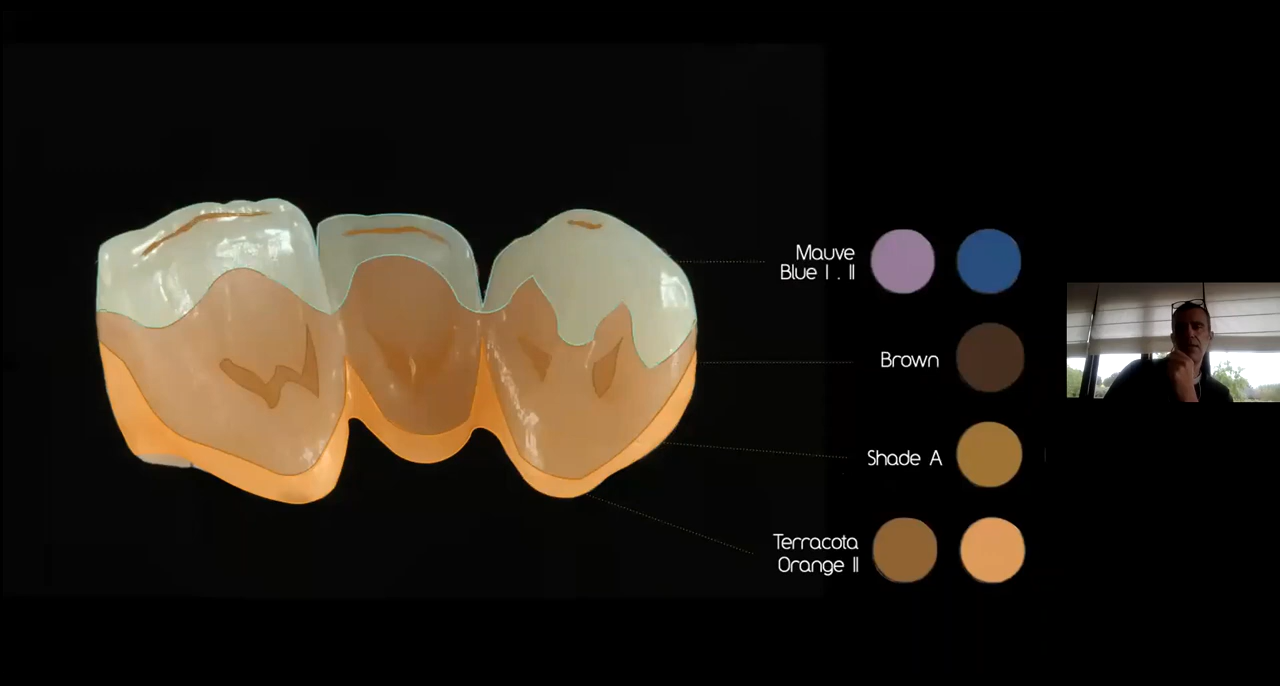 Mauve
Blue I . II
Brown
Shade A
Terracota
Orange II